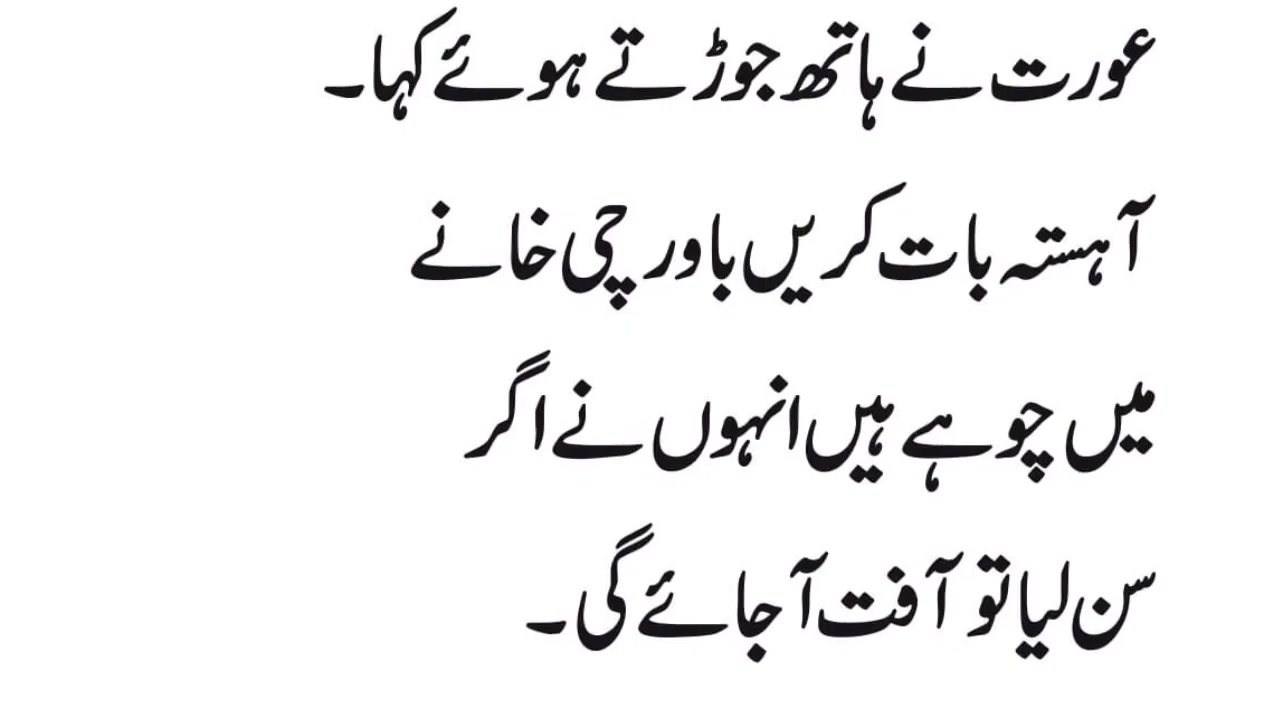 عورت نے ہاتھ جوڑتے ہوئے کہا۔
آہستہ بات کریں باورچی خانے
میں چوہے ہیں انہوں نے اگر
سن لیا تو آفت آ جائے گی۔